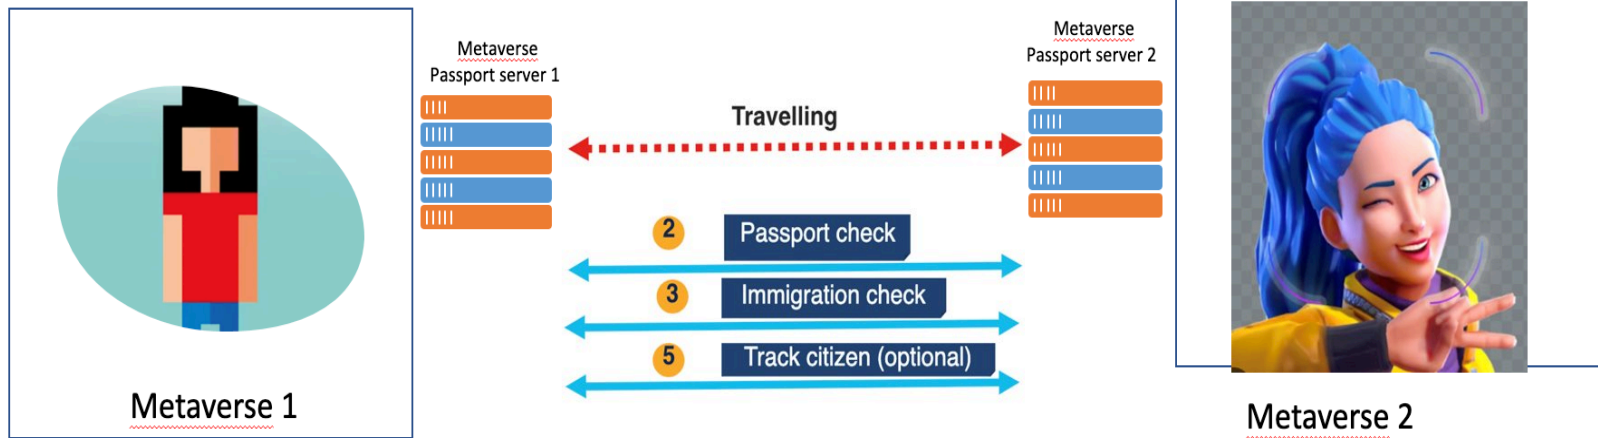 Metaverse
Passport server 1
Metaverse
Passport server 2
Travelling
2 Passport check
3 Immigration check
5 Track citizen (optional)
Metaverse 1
Metaverse 2